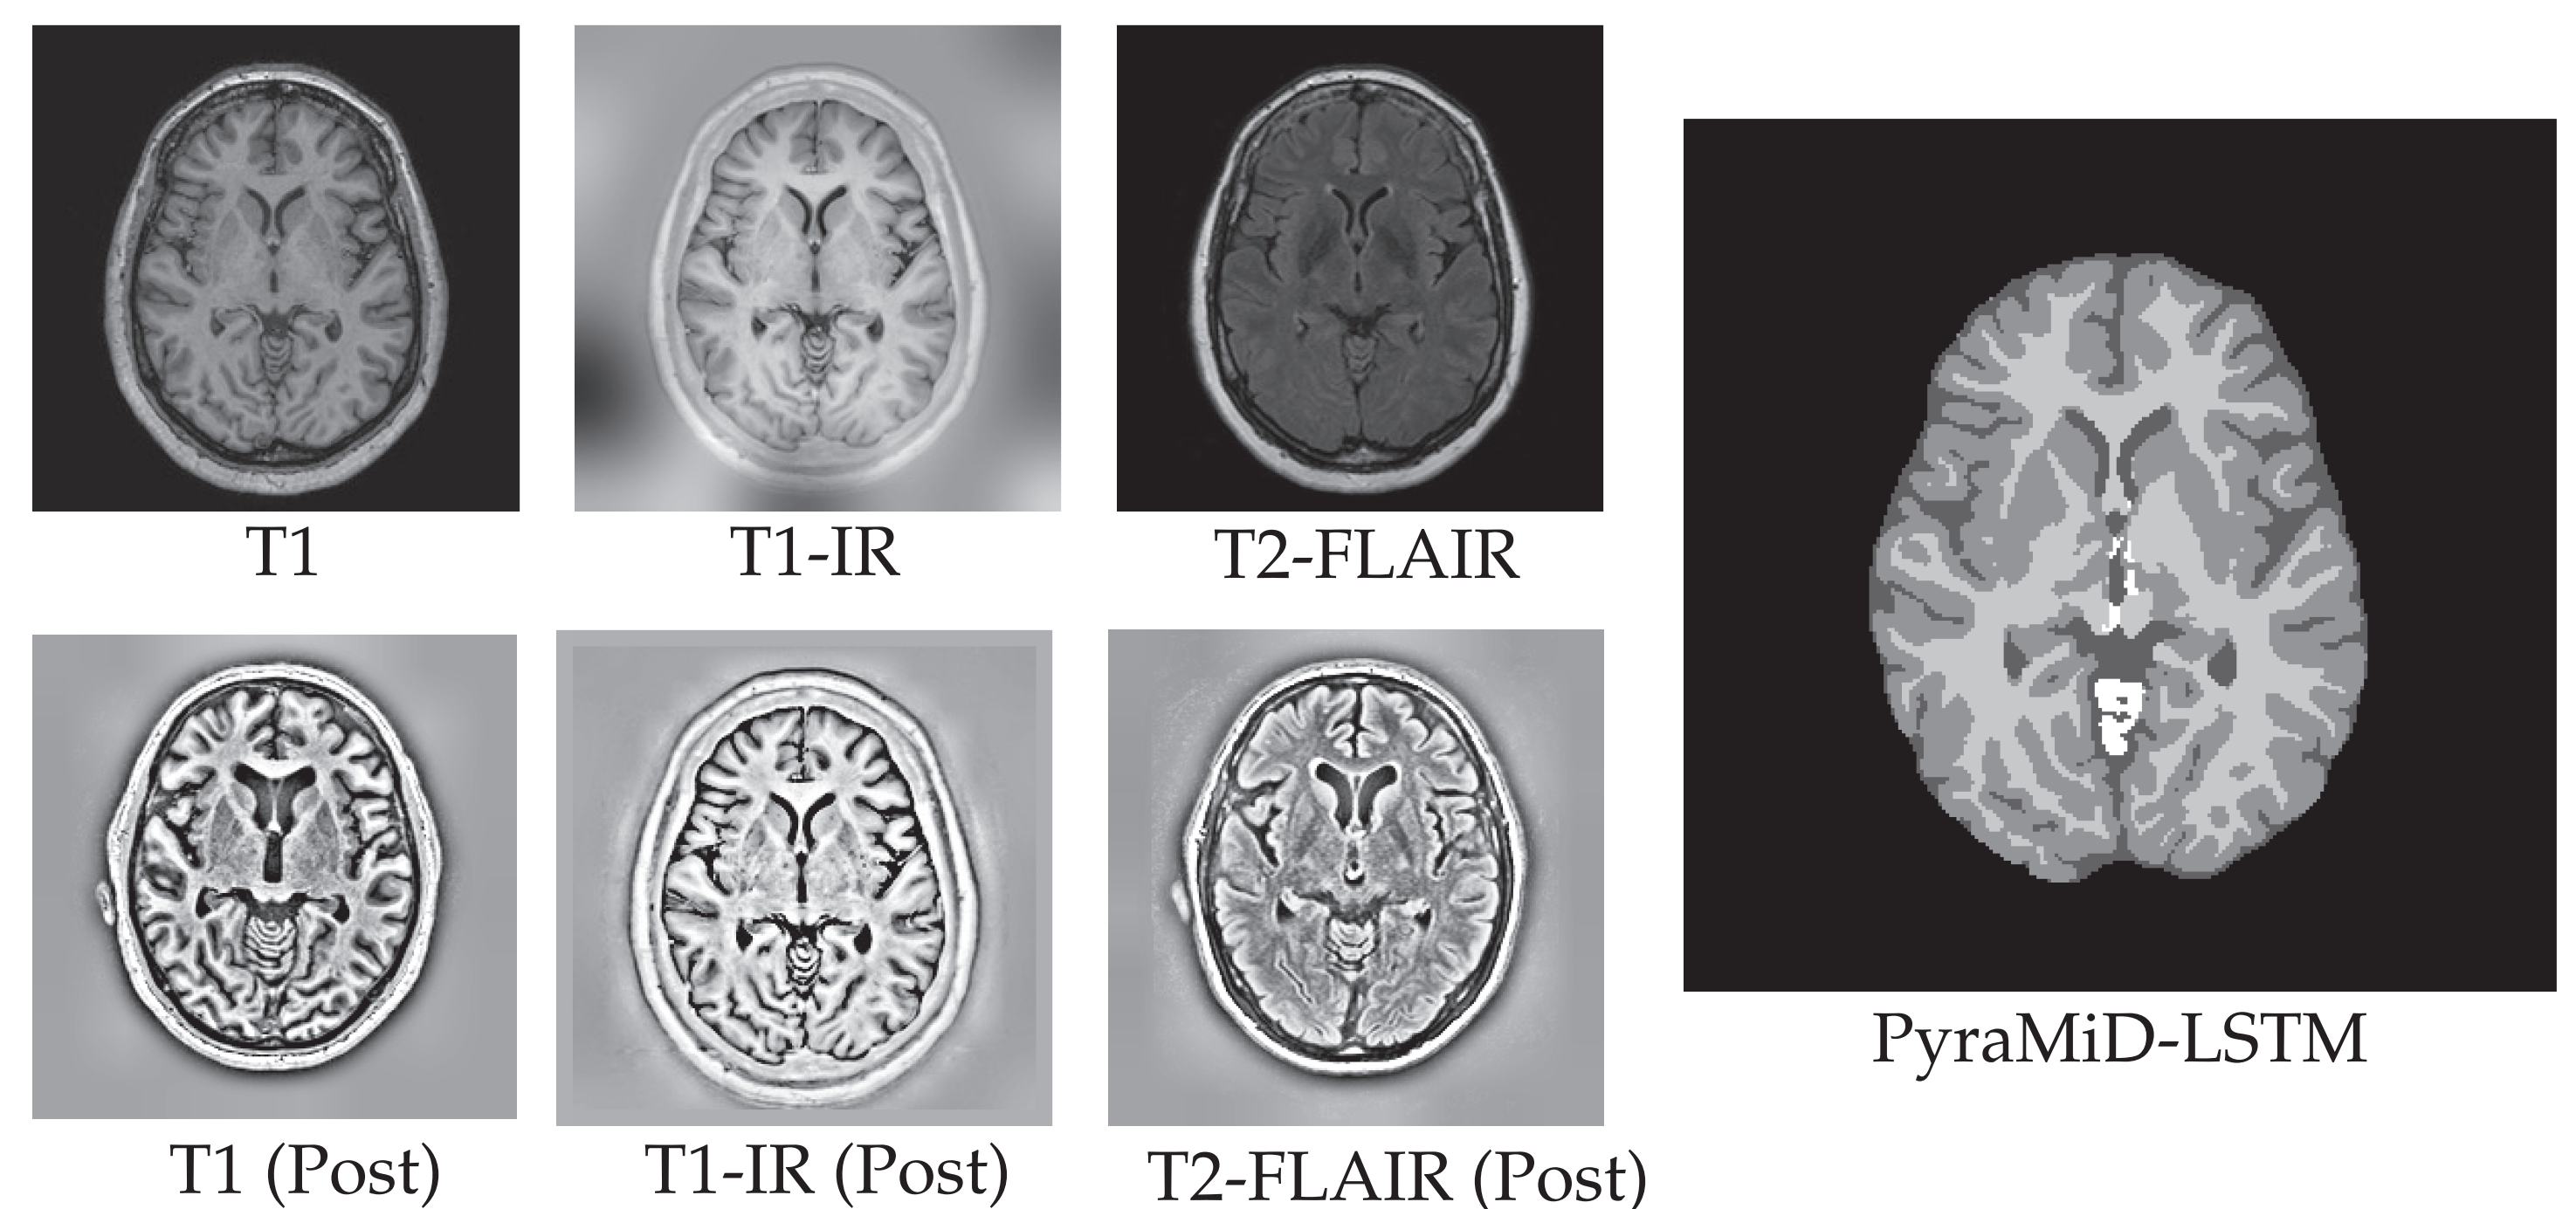 T1
T1-IR
T2-FLAIR
T1 (Post)
T1-IR (Post)
T2-FLAIR (Post)
PyraMiD-LSTM